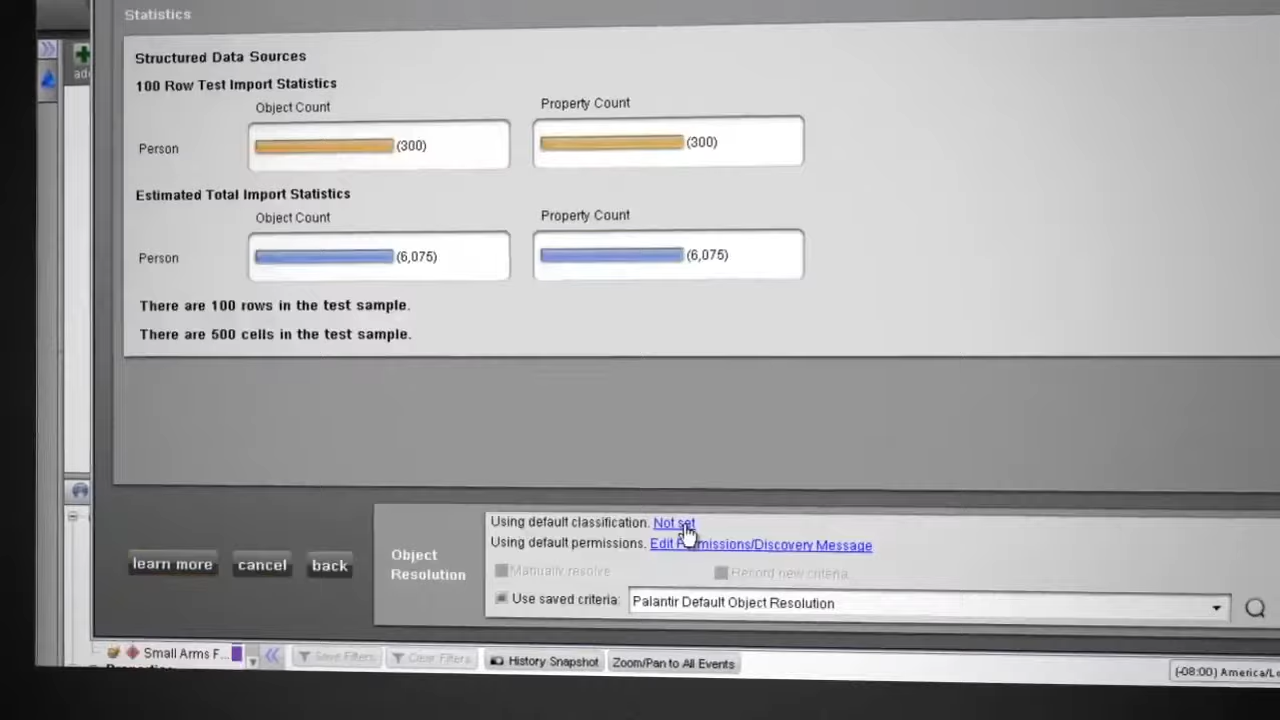 Statistics
Structured Data Sources
100 Row Test Import Statistics
Object Count
Property Count
Person
(300)
(300)
Estimated Total Import Statistics
Object Count
Property Count
Person
(6,075)
(6,075)
There are 100 rows in the test sample.
There are 500 cells in the test sample.
Using default classification. Not set
Using default permissions. Edit Permissions/Discovery Message
Object
Resolution
Manually resolve
Record new criteria
Use saved criteria:
Palantir Default Object Resolution
learn more
cancel
back
Small Arms F...
Save Filters
Clear Filters
History Snapshot
Zoom/Pan to All Events
(-08:00)